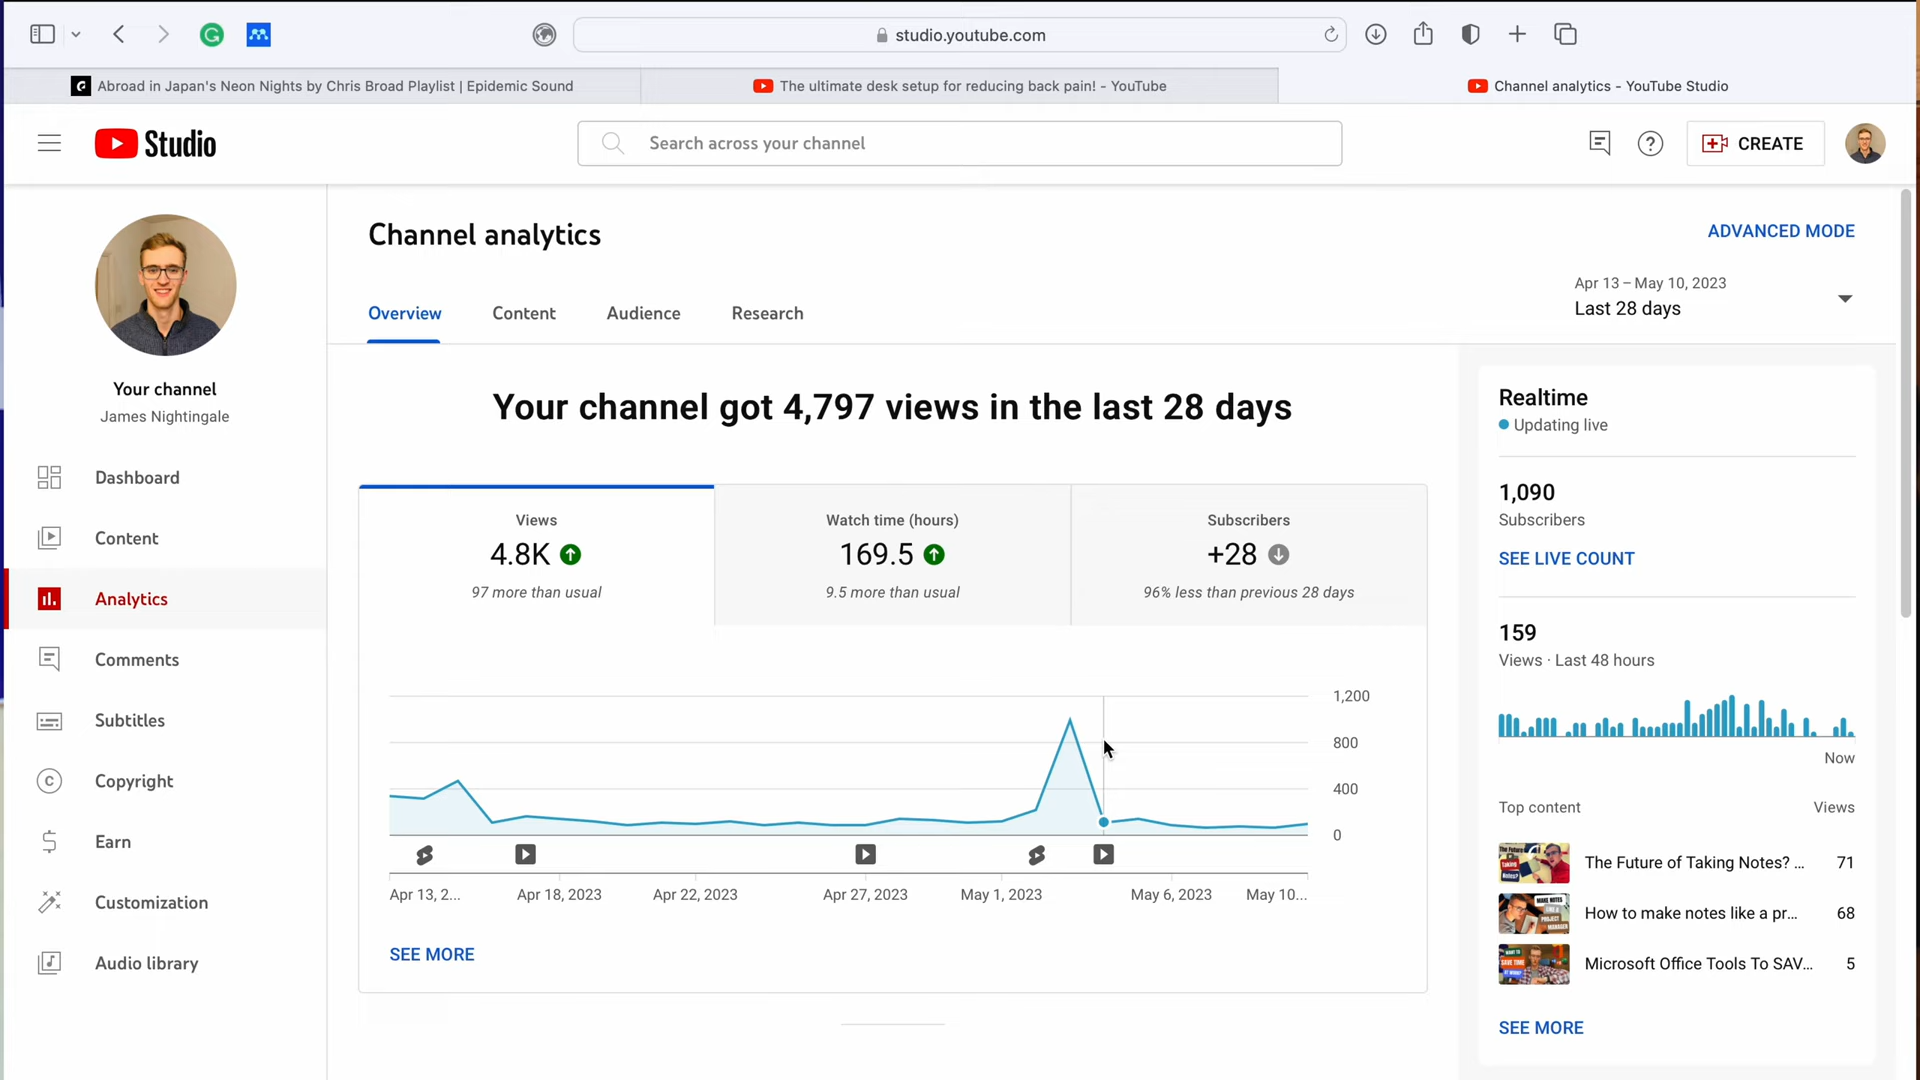 studio.youtube.com
Abroad in Japan's Neon Nights by Chris Broad Playlist | Epidemic Sound
The ultimate desk setup for reducing back pain! - YouTube
Channel analytics - YouTube Studio
Studio
Search across your channel
CREATE
Your channel
James Nightingale
Dashboard
Content
Analytics
Comments
Subtitles
Copyright
Earn
Customization
Audio library
Channel analytics
ADVANCED MODE
Overview
Content
Audience
Research
Apr 13 – May 10, 2023
Last 28 days
Your channel got 4,797 views in the last 28 days
Views
4.8K
97 more than usual
Watch time (hours)
169.5
9.5 more than usual
Subscribers
+28
96% less than previous 28 days
1,200
800
400
0
Apr 13, 2...
Apr 18, 2023
Apr 22, 2023
Apr 27, 2023
May 1, 2023
May 6, 2023
May 10...
SEE MORE
Realtime
Updating live
1,090
Subscribers
SEE LIVE COUNT
159
Views · Last 48 hours
Now
Top content Views
The Future of Taking Notes? ... 71
How to make notes like a pr... 68
Microsoft Office Tools To SAV... 5
SEE MORE